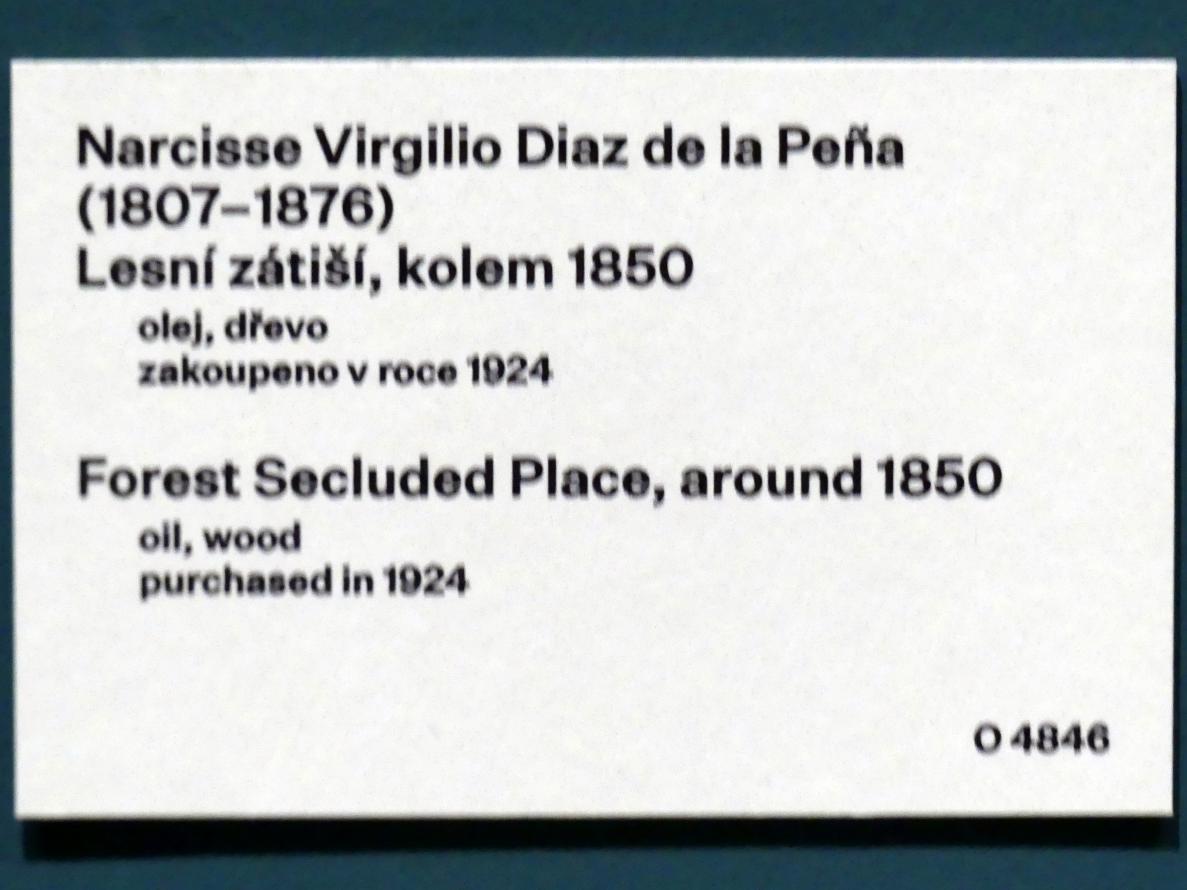 Narcisse Virgilio Diaz de la Peña
(1807–1876)
Lesní zátiší, kolem 1850
olej, dřevo
zakoupeno v roce 1924
Forest Secluded Place, around 1850
oil, wood
purchased in 1924
O 4846